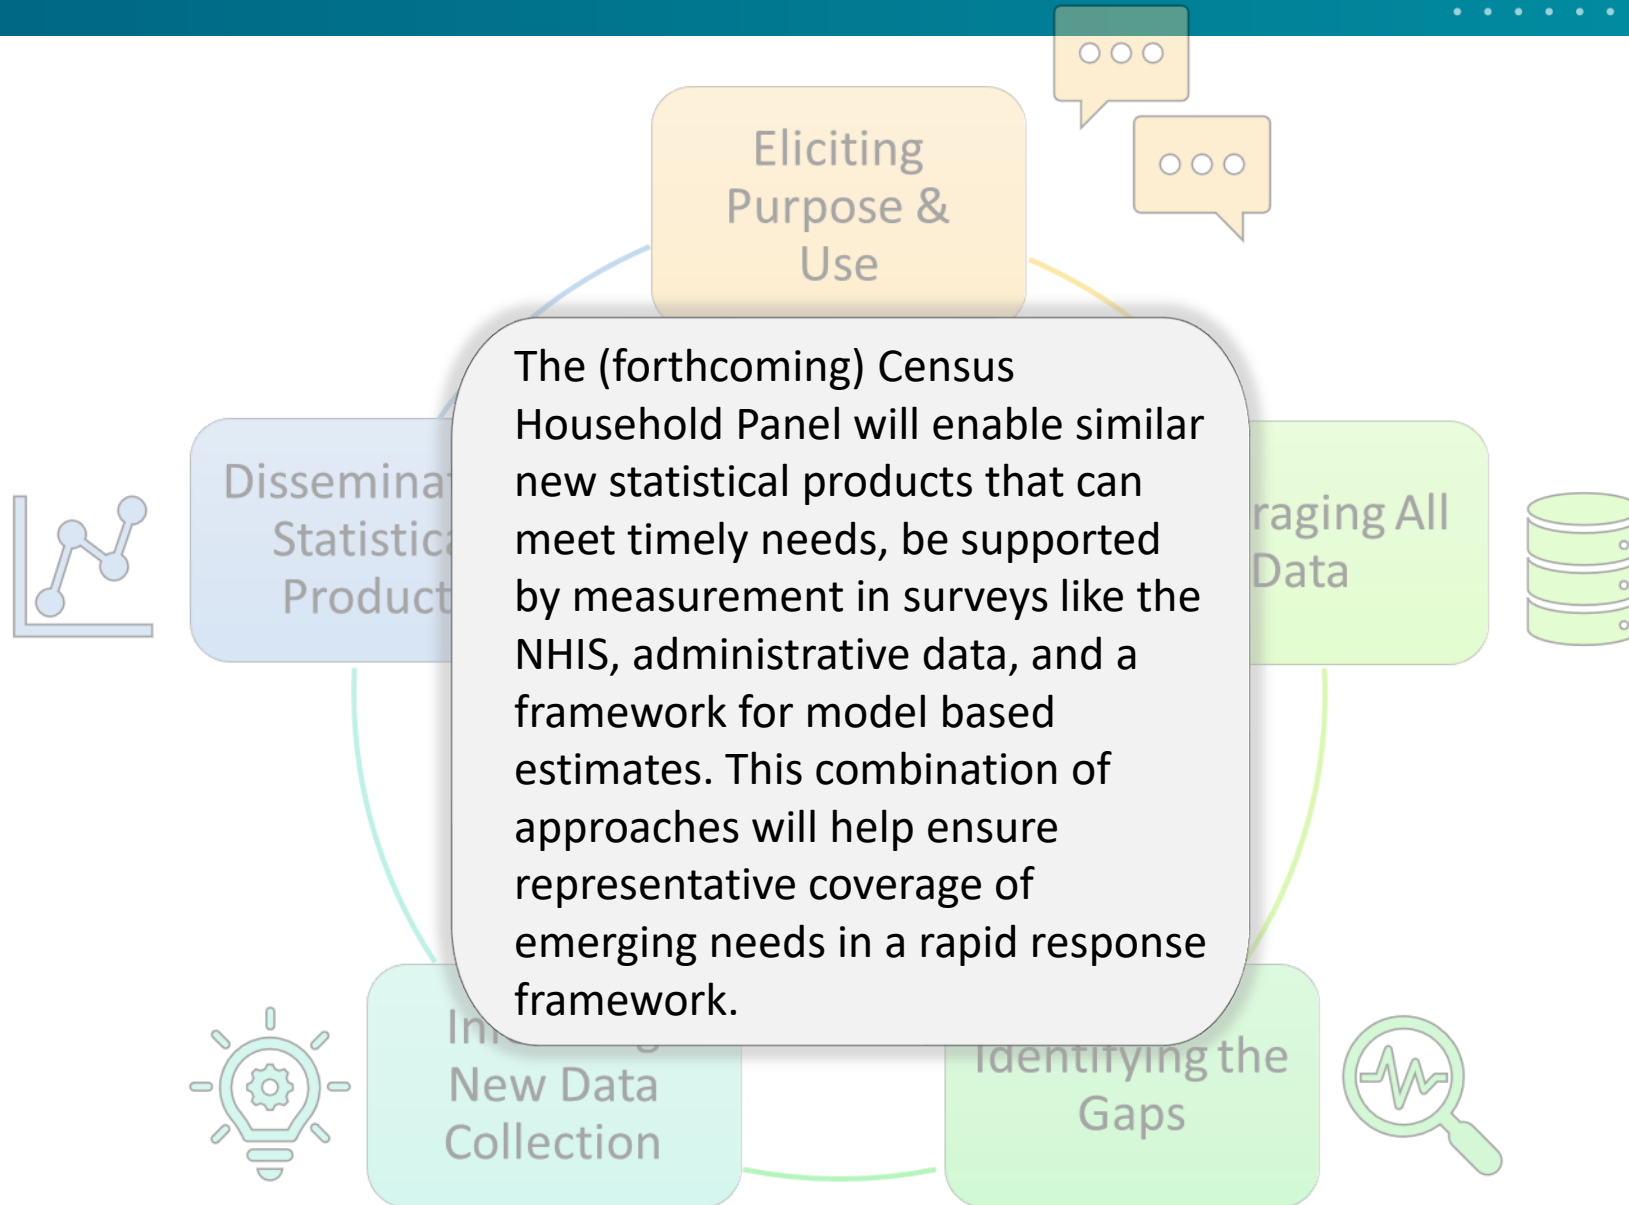 Eliciting
Purpose &
Use
The (forthcoming) Census
Household Panel will enable similar
new statistical products that can
meet timely needs, be supported
by measurement in surveys like the
NHIS, administrative data, and a
framework for model based
estimates. This combination of
approaches will help ensure
representative coverage of
emerging needs in a rapid response
framework.
All
Data
Identifying the
Gaps
New Data
Collection